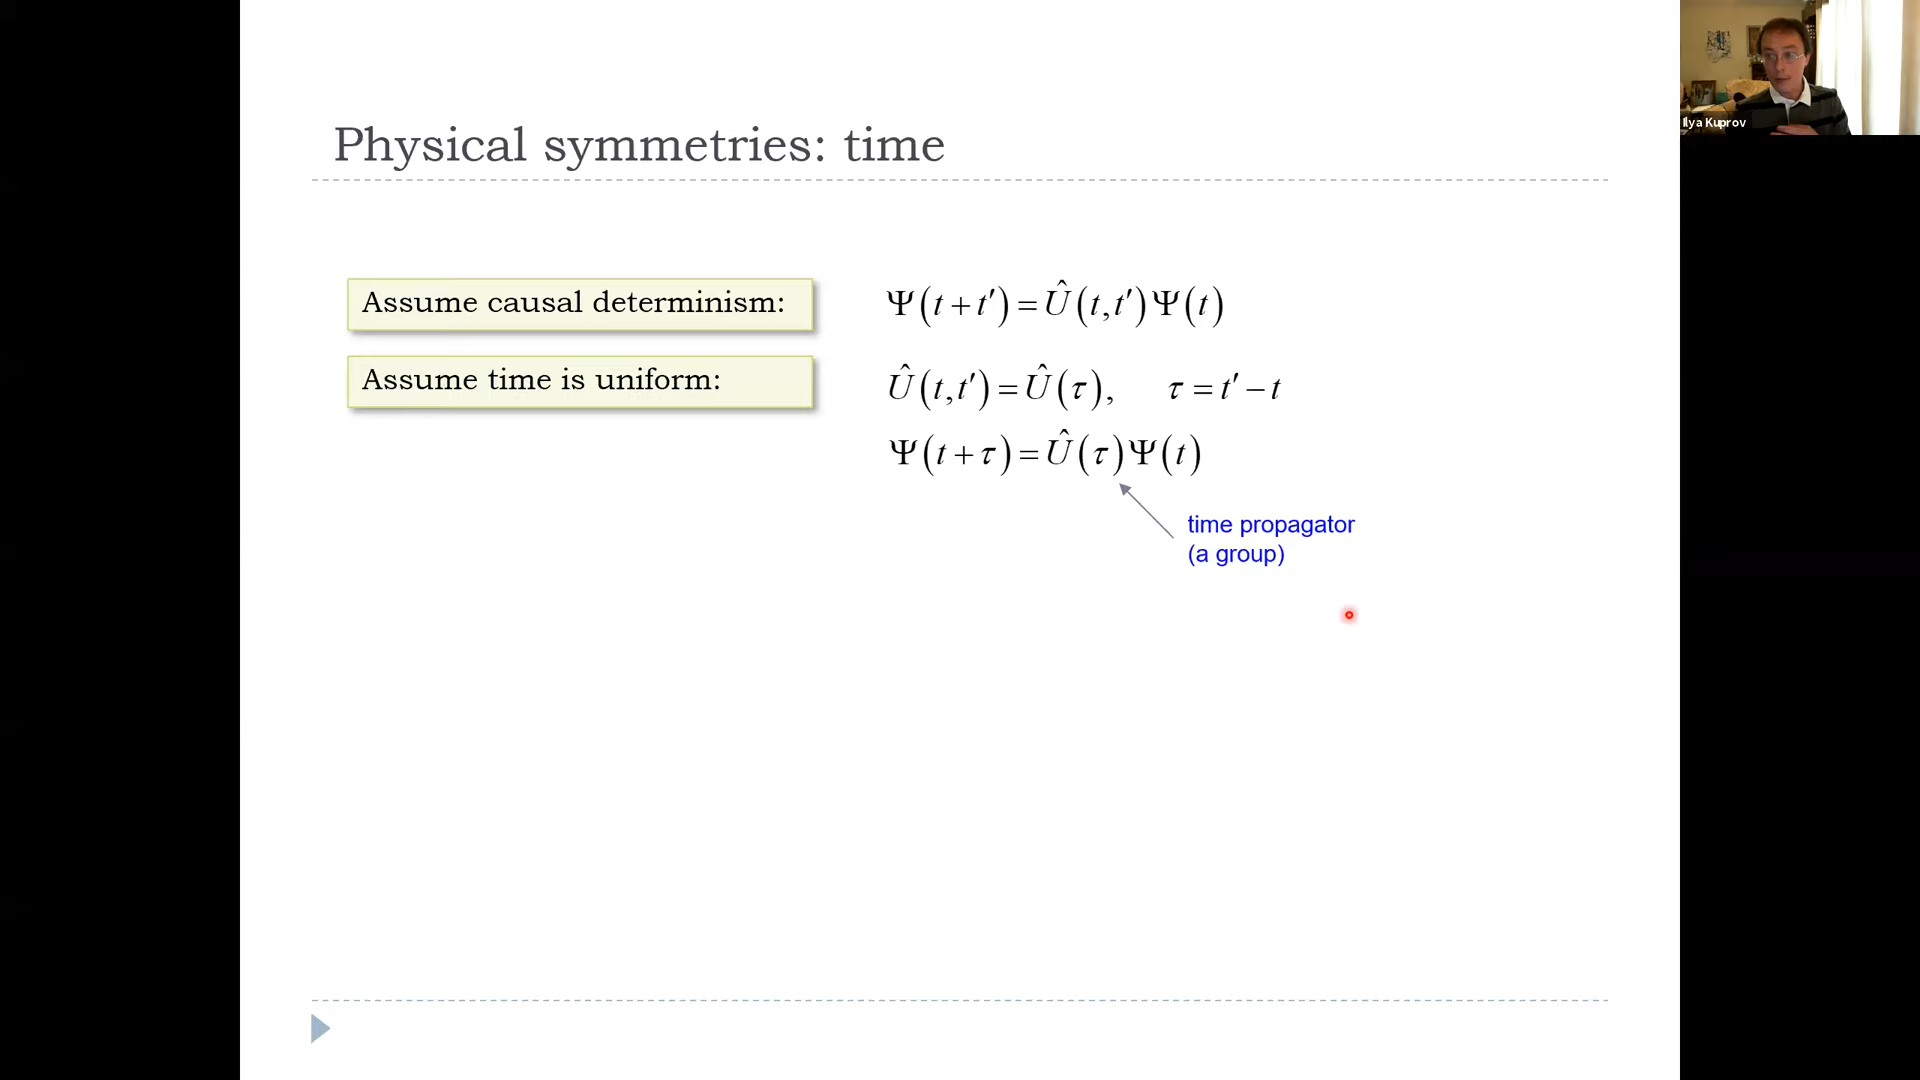 Physical symmetries: time
Assume causal determinism:
Ψ(t + t′) = Û(t,t′)Ψ(t)
Assume time is uniform:
Û(t,t′) = Û(τ), τ = t′ − t
Ψ(t + τ) = Û(τ)Ψ(t)
time propagator
(a group)
Ilya Kuprov